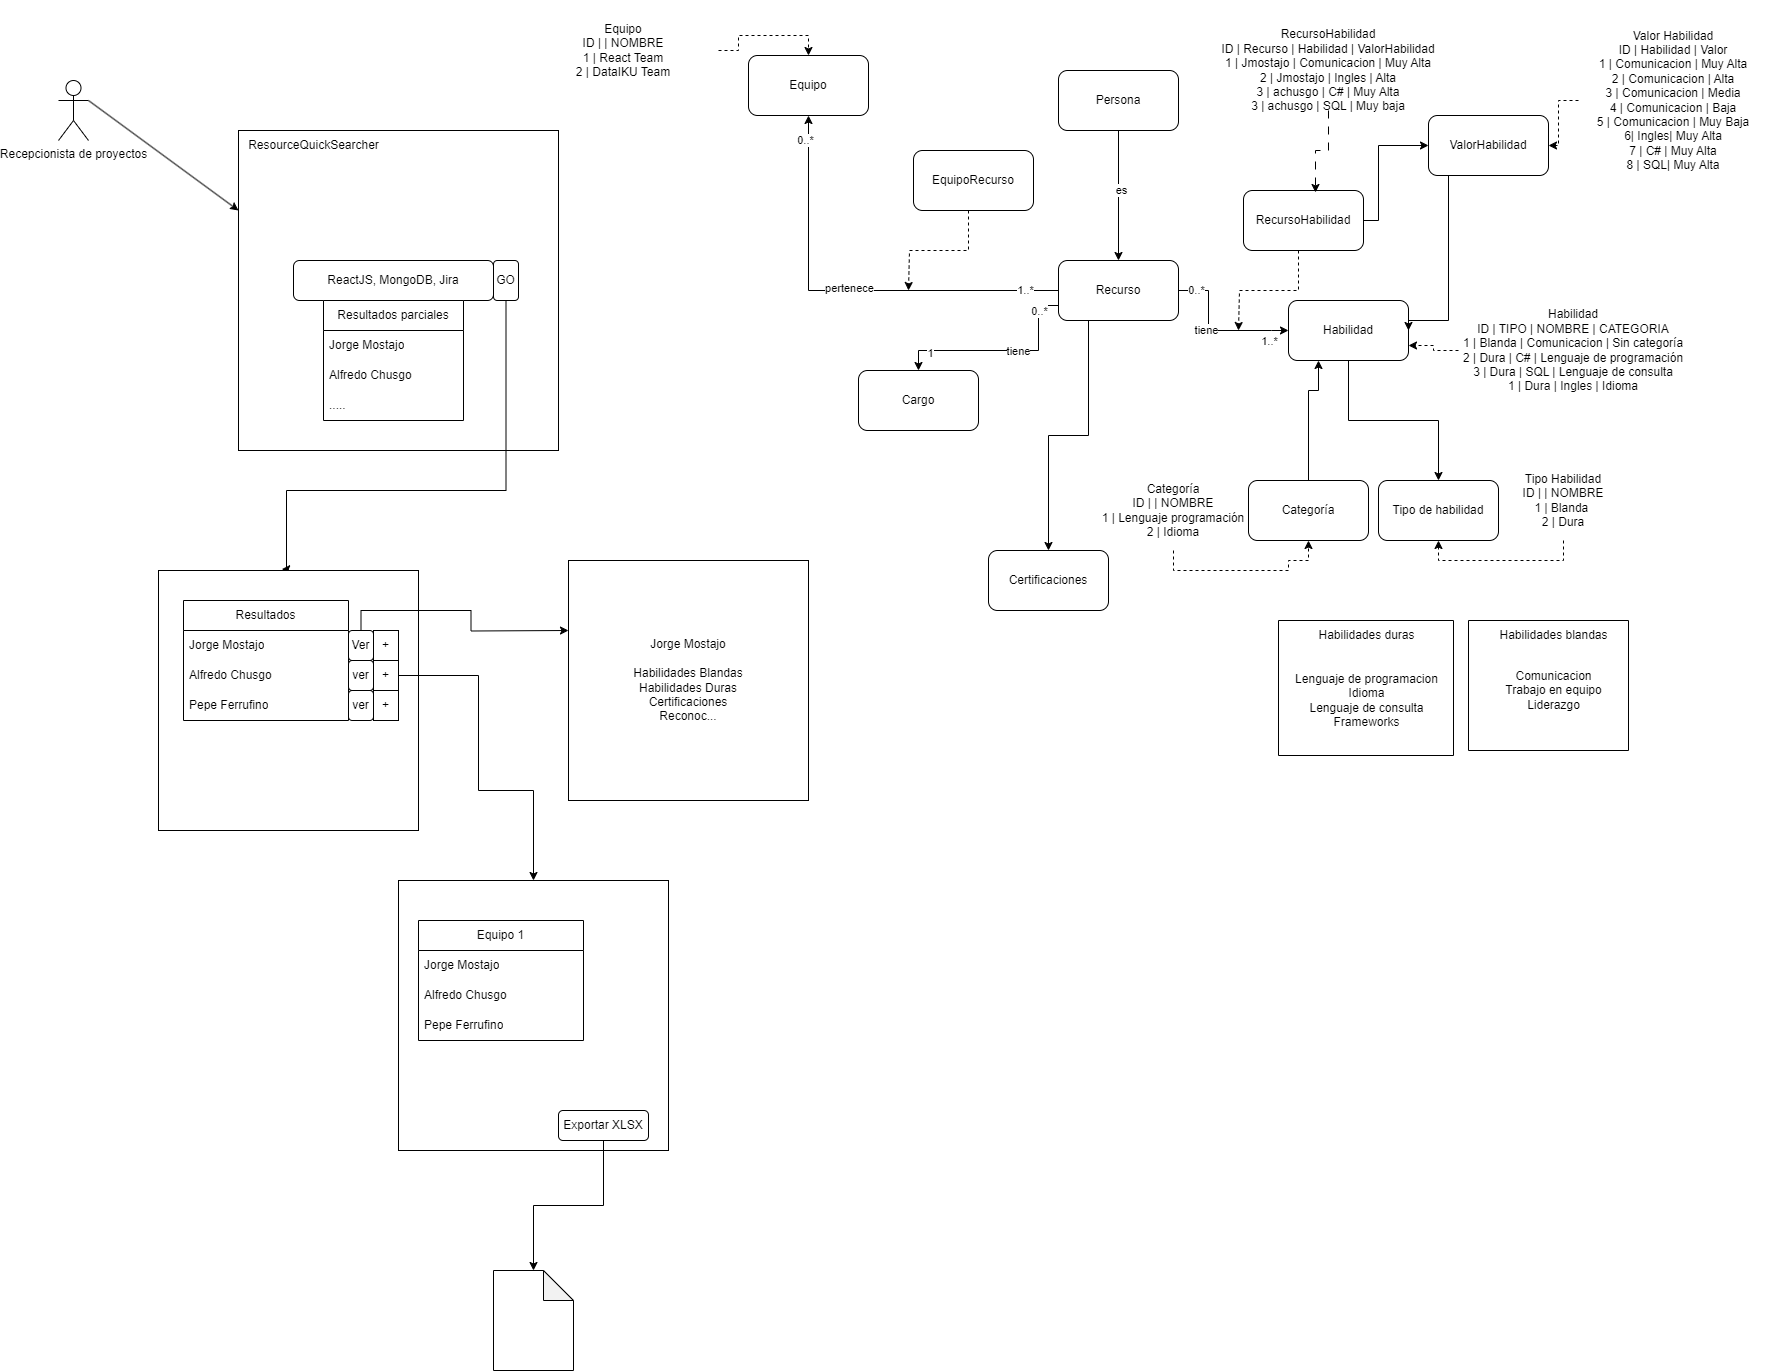 Recepcionista de proyectos
ResourceQuickSearcher
ReactJS, MongoDB, Jira
GO
Resultados parciales
Jorge Mostajo
Alfredo Chusgo
.....
Resultados
Jorge Mostajo
Ver
+
Alfredo Chusgo
ver
+
Pepe Ferrufino
ver
+
Jorge Mostajo
Habilidades Blandas
Habilidades Duras
Certificaciones
Reconoc...
Equipo 1
Jorge Mostajo
Alfredo Chusgo
Pepe Ferrufino
Exportar XLSX
Equipo
ID | | NOMBRE
1 | React Team
2 | DataIKU Team
Equipo
0..*
EquipoRecurso
pertenece
1..*
Persona
es
Recurso
0..*
tiene
1
Cargo
Certificaciones
0..*
tiene
1..*
RecursoHabilidad
ID | Recurso | Habilidad | ValorHabilidad
1 | Jmostajo | Comunicacion | Muy Alta
2 | Jmostajo | Ingles | Alta
3 | achusgo | C# | Muy Alta
3 | achusgo | SQL | Muy baja
RecursoHabilidad
Valor Habilidad
ID | Habilidad | Valor
1 | Comunicacion | Muy Alta
2 | Comunicacion | Alta
3 | Comunicacion | Media
4 | Comunicacion | Baja
5 | Comunicacion | Muy Baja
6| Ingles| Muy Alta
7 | C# | Muy Alta
8 | SQL| Muy Alta
ValorHabilidad
Habilidad
Habilidad
ID | TIPO | NOMBRE | CATEGORIA
1 | Blanda | Comunicacion | Sin categoría
2 | Dura | C# | Lenguaje de programación
3 | Dura | SQL | Lenguaje de consulta
1 | Dura | Ingles | Idioma
Categoría
ID | | NOMBRE
1 | Lenguaje programación
2 | Idioma
Categoría
Tipo de habilidad
Tipo Habilidad
ID | | NOMBRE
1 | Blanda
2 | Dura
Habilidades duras
Lenguaje de programacion
Idioma
Lenguaje de consulta
Frameworks
Habilidades blandas
Comunicacion
Trabajo en equipo
Liderazgo